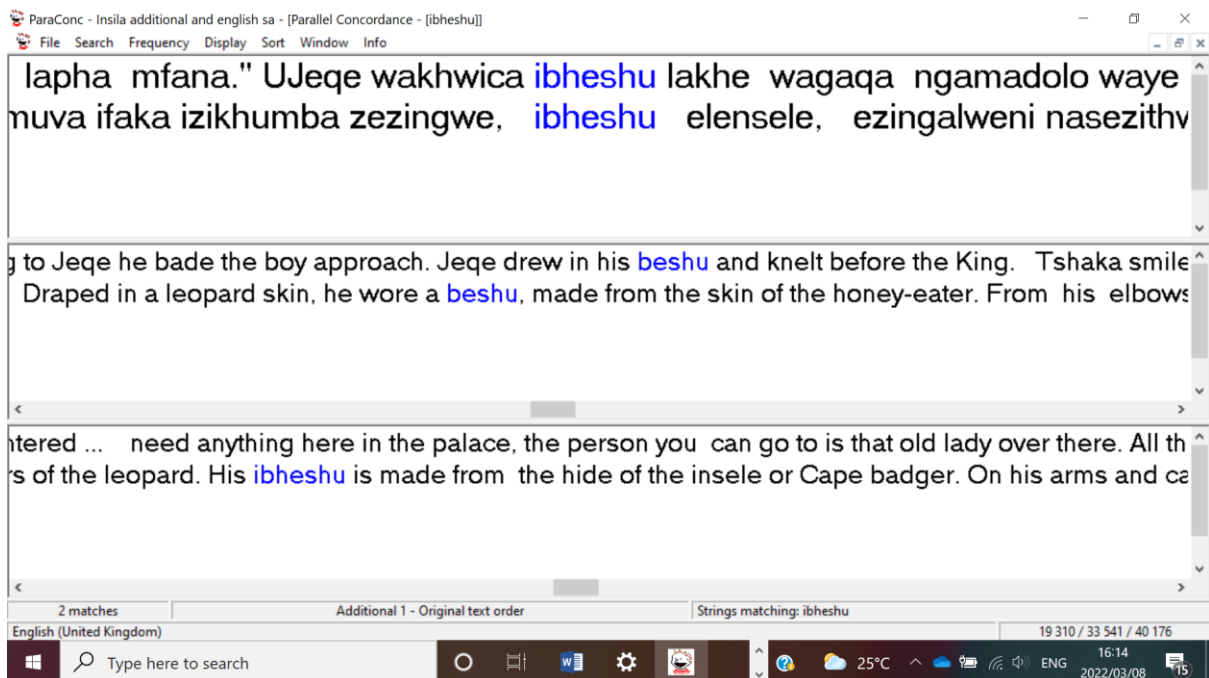 ParaConc - Insila additional and english sa - [Parallel Concordance - [ibheshu]]
File Search Frequency Display Sort Window Info
lapha mfana." UJeqe wakhwica ibheshu lakhe wagaqa ngamadolo waye
muva ifaka izikhumba zezingwe, ibheshu elensele, ezingalweni nasezithw
g to Jeqe he bade the boy approach. Jeqe drew in his beshu and knelt before the King. Tshaka smile
Draped in a leopard skin, he wore a beshu, made from the skin of the honey-eater. From his elbows
ntered ... need anything here in the palace, the person you can go to is that old lady over there. All th
rs of the leopard. His ibheshu is made from the hide of the insele or Cape badger. On his arms and ca
2 matches Additional 1 - Original text order Strings matching: ibheshu
English (United Kingdom) 19 310 / 33 541 / 40 176
Type here to search 25°C ENG 16:14
2022/03/08 15